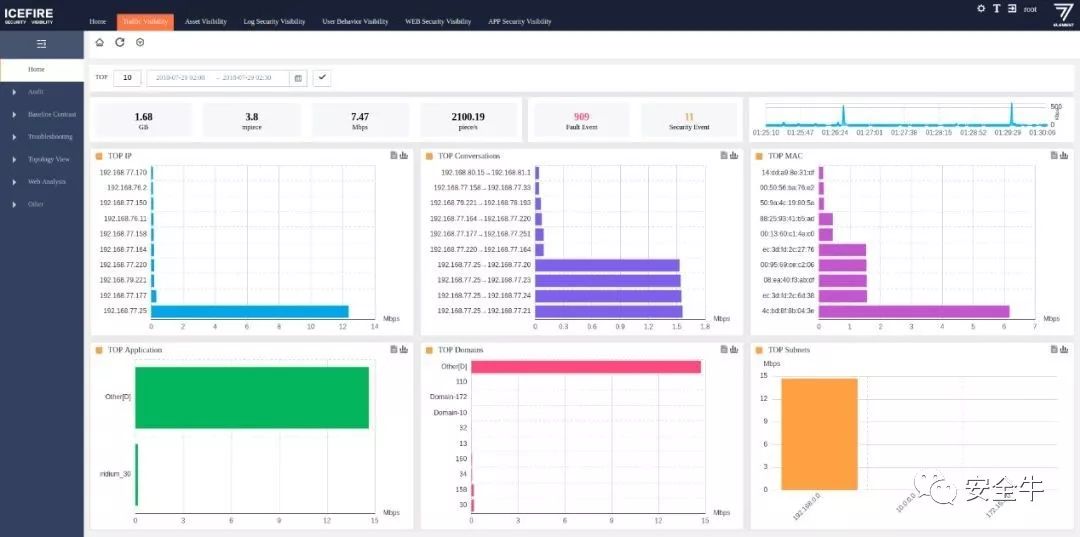 ICEFIRE
SECURITY VISIBILITY
Home Traffic Visibility Asset Visibility Log Security Visibility User Behavior Visibility WEB Security Visibility APP Security Visibility
root
7
ELEMENT
Home
Audit
Baseline Contrast
Troubleshooting
Topology View
Web Analysis
Other
TOP 10 2018-07-29 02:00 ~ 2018-07-29 02:30
1.68 3.8 7.47 2100.19 909 11
GB mpiece Mbps piece/s Fault Event Security Event
500
0
01:25:10 01:25:47 01:26:24 01:27:01 01:27:38 01:28:15 01:28:52 01:29:29 01:30:06
TOP IP
192.168.77.170
192.168.76.2
192.168.77.150
192.168.76.11
192.168.77.158
192.168.77.164
192.168.77.220
192.168.79.221
192.168.77.177
192.168.77.25
0 2 4 6 8 10 12 14 Mbps
TOP Conversations
192.168.80.15↔192.168.81.1
192.168.77.158↔192.168.77.33
192.168.79.221↔192.168.78.193
192.168.77.164↔192.168.77.220
192.168.77.177↔192.168.77.251
192.168.77.220↔192.168.77.164
192.168.77.25↔192.168.77.20
192.168.77.25↔192.168.77.23
192.168.77.25↔192.168.77.24
192.168.77.25↔192.168.77.21
0 0.3 0.6 0.9 1.2 1.5 1.8 Mbps
TOP MAC
14:dd:a9:8e:31:df
00:50:56:ba:76:e2
50:9a:4c:19:80:5a
88:25:93:41:b5:ad
00:13:60:c1:4a:c0
ec:3d:fd:2c:27:76
00:95:69:ce:c2:06
08:ea:40:f3:ab:df
ec:3d:fd:2c:6d:38
4c:bd:8f:8b:04:3e
0 1 2 3 4 5 6 7 Mbps
TOP Application
Other[D]
iridium_30
0 3 6 9 12 15 Mbps
TOP Domains
Other[D]
110
Domain-172
Domain-10
32
13
160
34
158
30
0 3 6 9 12 15 Mbps
TOP Subnets
Mbps
15
12
9
6
3
0
192.168.0.0
10.0.0.0
安全牛